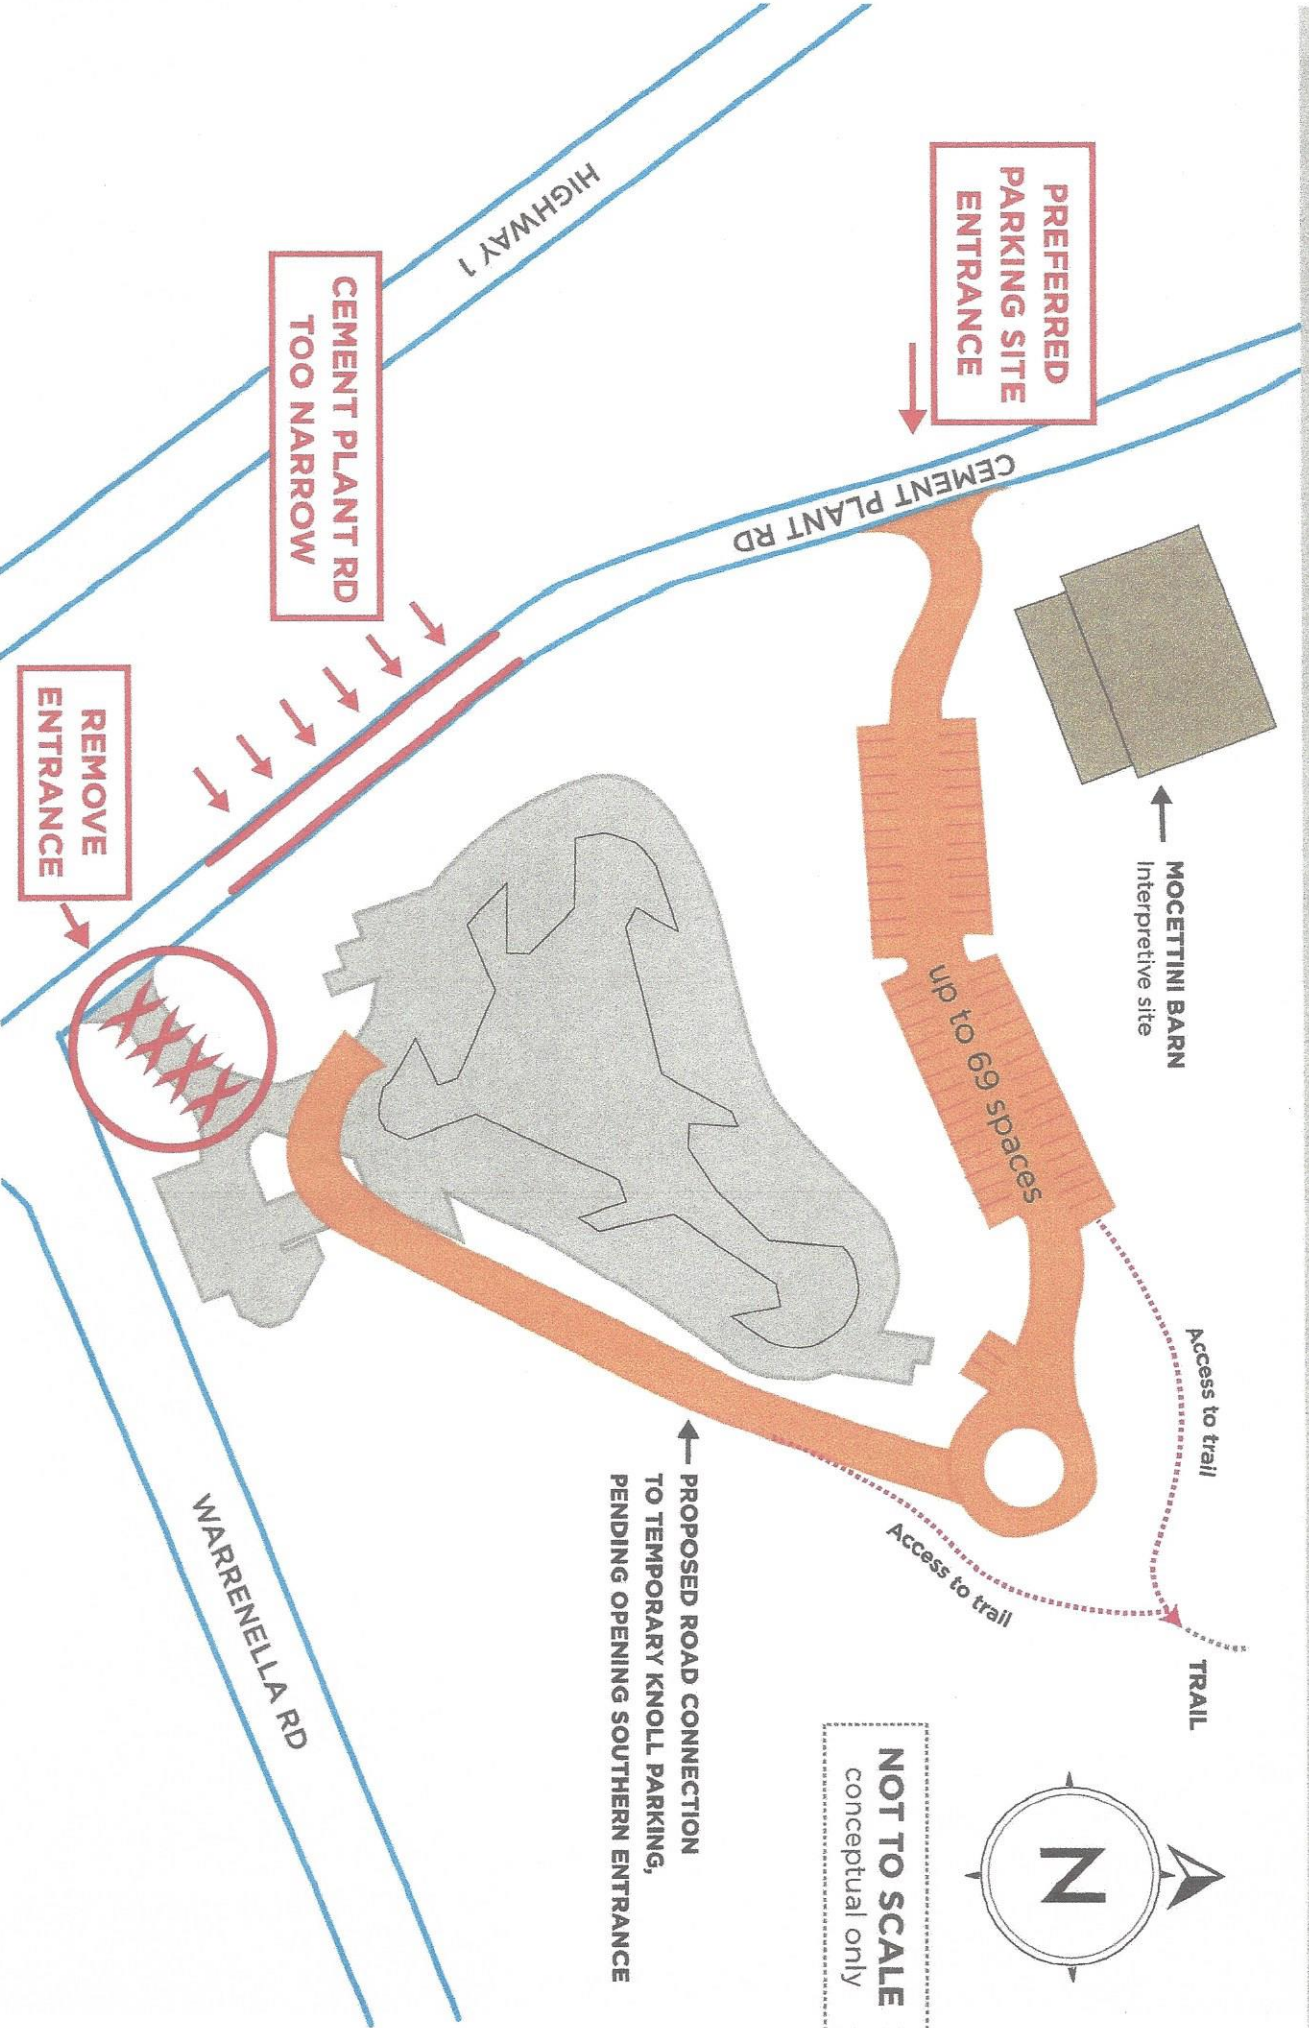 PREFERRED
PARKING SITE
ENTRANCE
MOCETTINI BARN
Interpretive site
Access to trail
TRAIL
N
CEMENT PLANT RD
up to 69 spaces
Access to trail
NOT TO SCALE
conceptual only
HIGHWAY 1
CEMENT PLANT RD
TOO NARROW
PROPOSED ROAD CONNECTION
TO TEMPORARY KNOLL PARKING,
PENDING OPENING SOUTHERN ENTRANCE
REMOVE
ENTRANCE
WARRENELLA RD